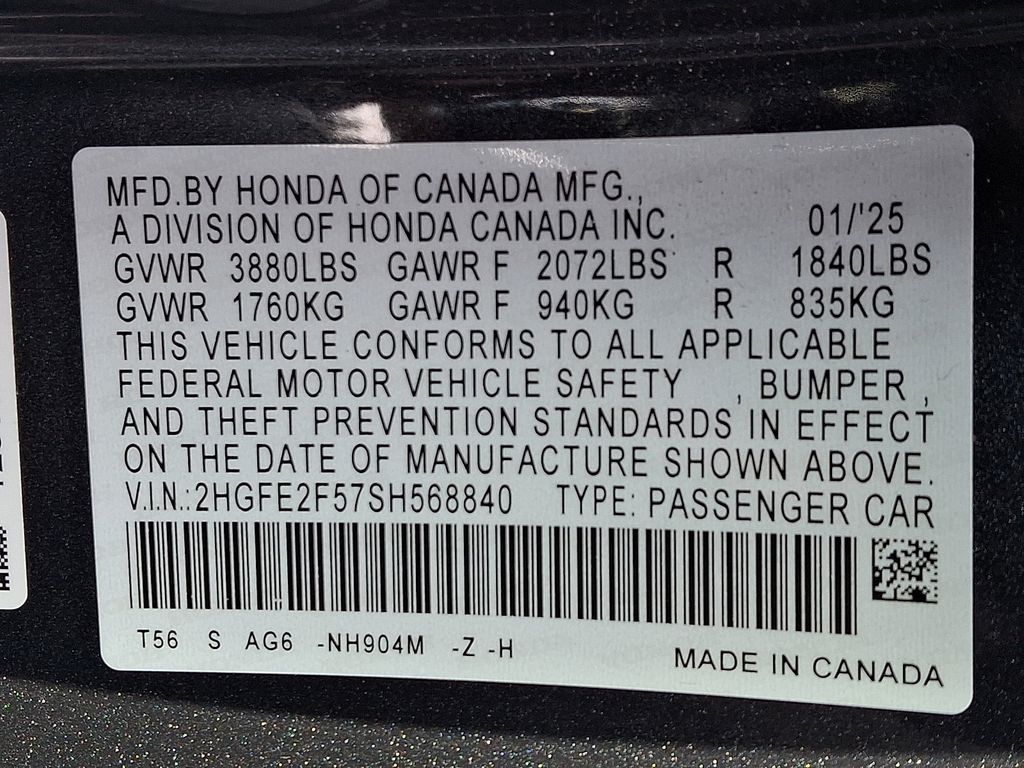 MFD.BY HONDA OF CANADA MFG.,
A DIVISION OF HONDA CANADA INC. 01/'25
GVWR 3880LBS GAWR F 2072LBS R 1840LBS
GVWR 1760KG GAWR F 940KG R 835KG
THIS VEHICLE CONFORMS TO ALL APPLICABLE
FEDERAL MOTOR VEHICLE SAFETY , BUMPER ,
AND THEFT PREVENTION STANDARDS IN EFFECT
ON THE DATE OF MANUFACTURE SHOWN ABOVE.
V.I.N.:2HGFE2F57SH568840 TYPE: PASSENGER CAR
T56 S AG6 -NH904M -Z -H
MADE IN CANADA